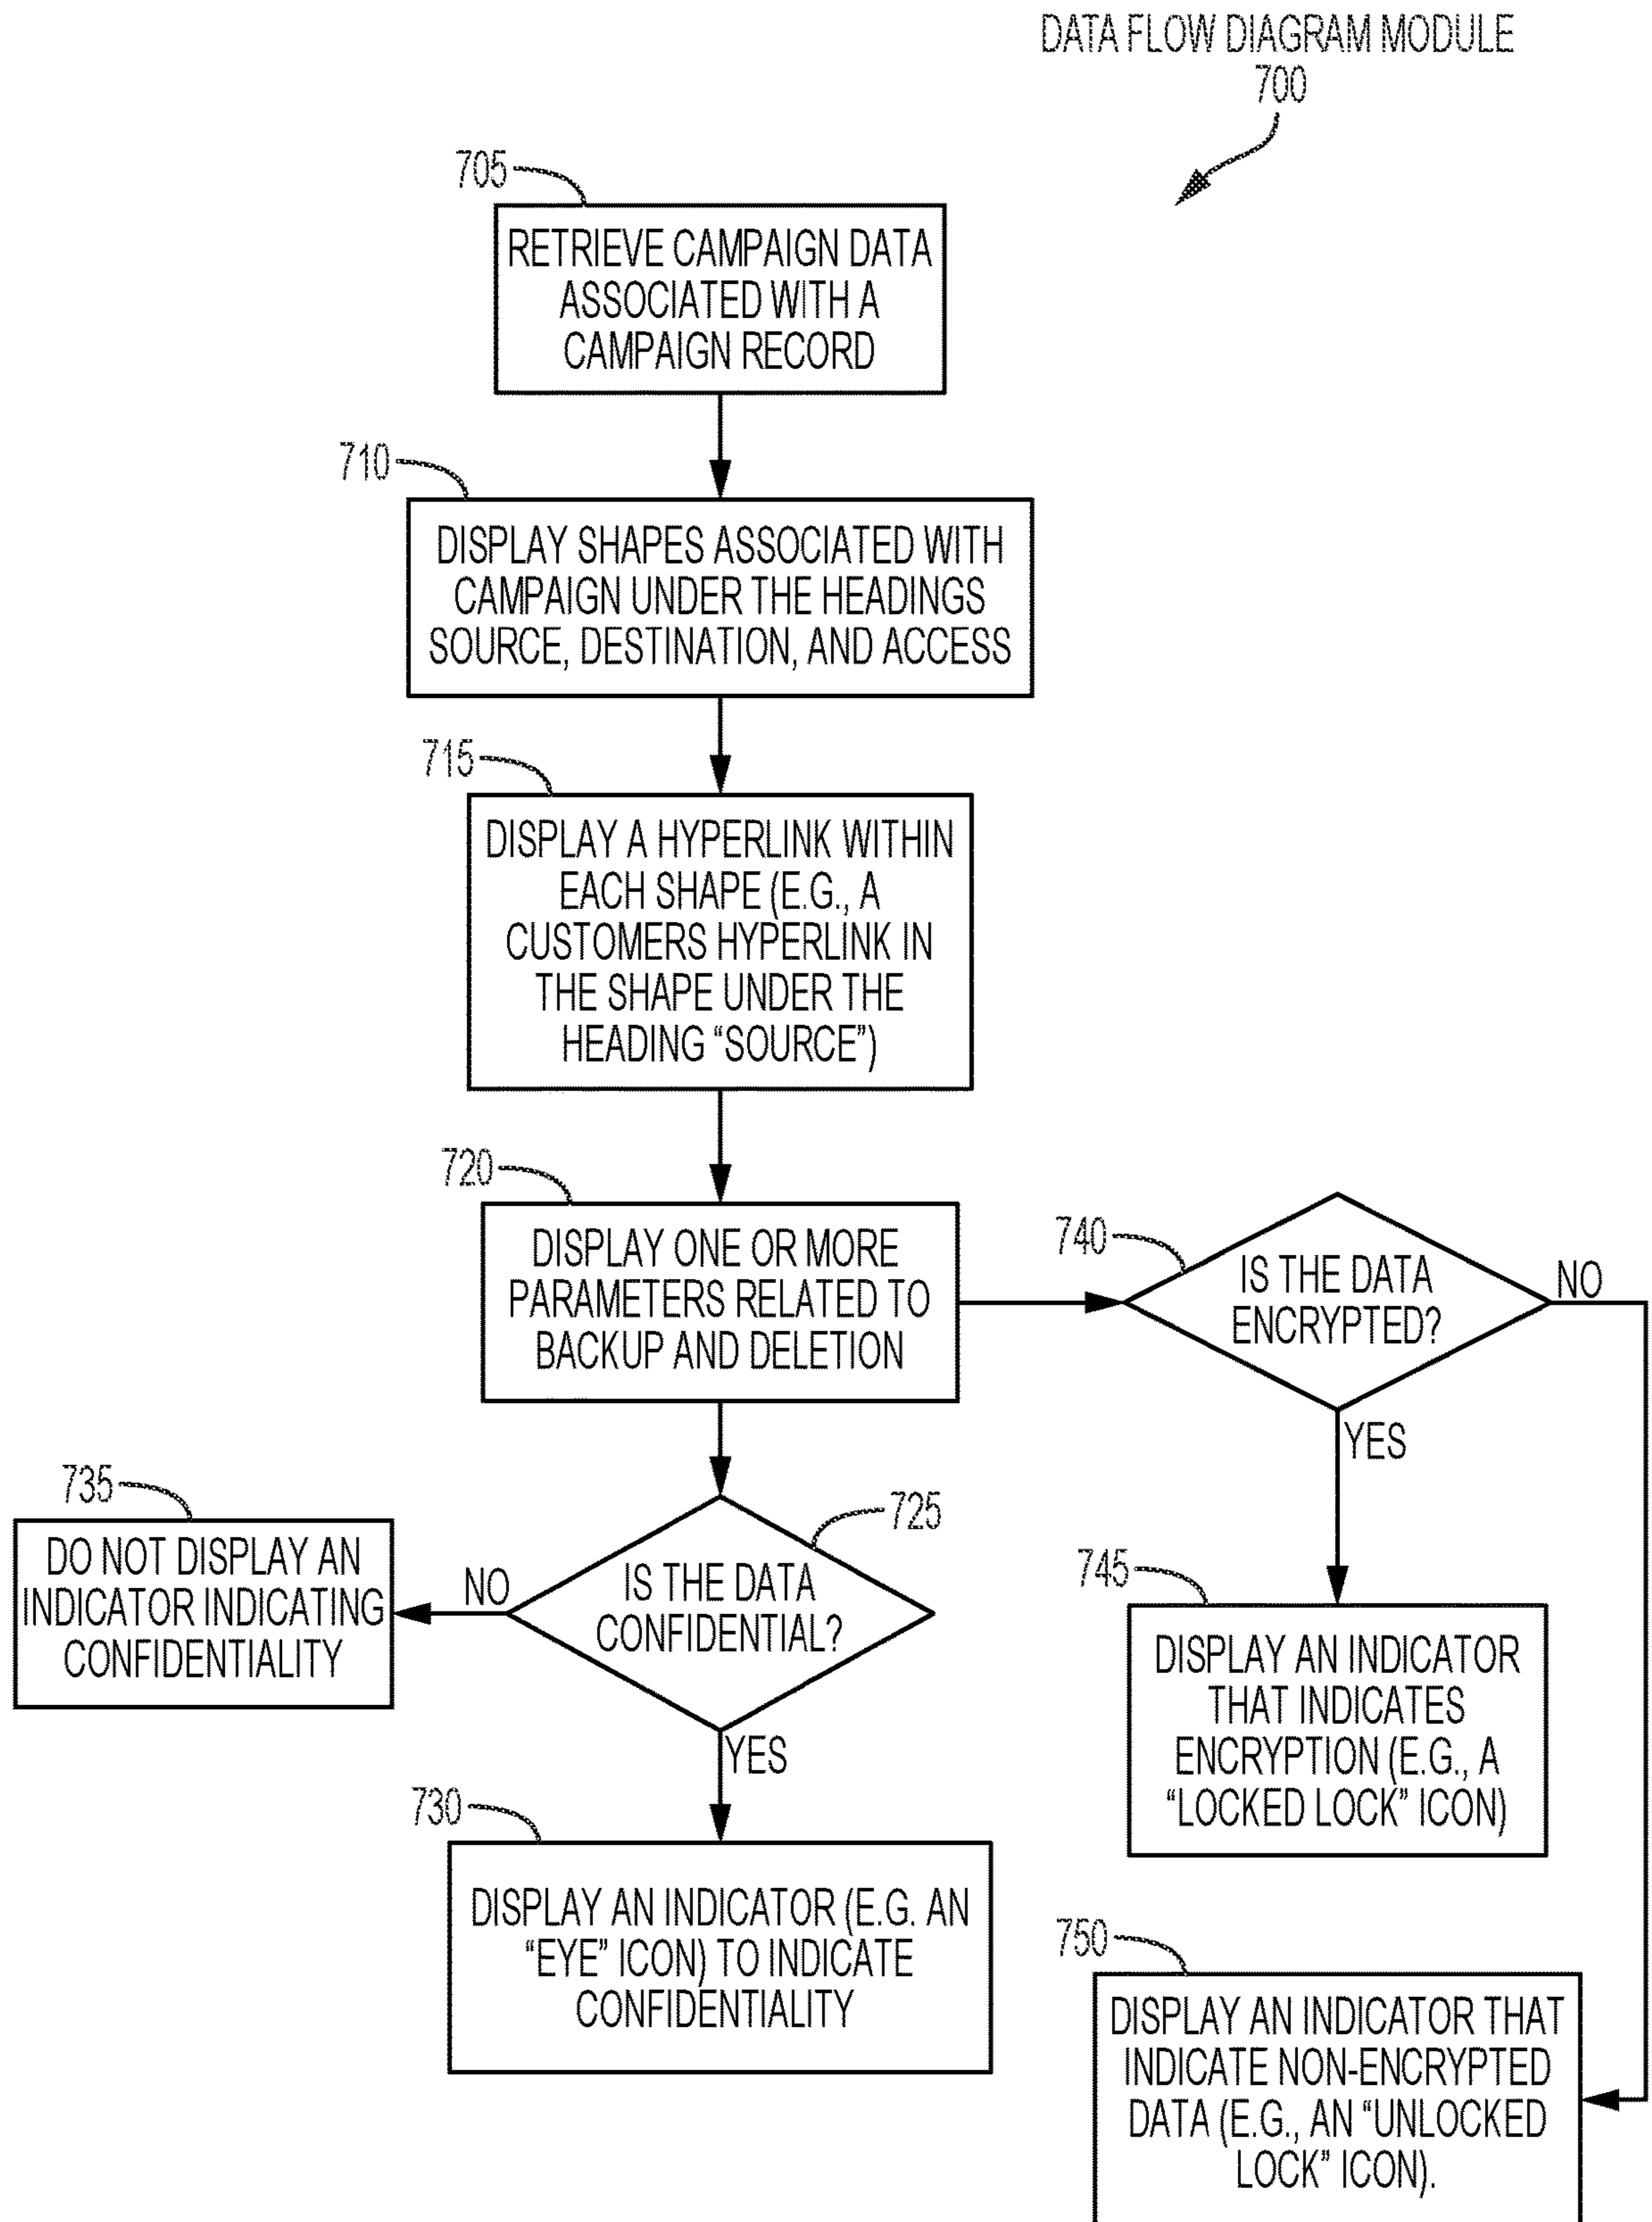 DATA FLOW DIAGRAM MODULE
700
705
RETRIEVE CAMPAIGN DATA
ASSOCIATED WITH A
CAMPAIGN RECORD
710
DISPLAY SHAPES ASSOCIATED WITH
CAMPAIGN UNDER THE HEADINGS
SOURCE, DESTINATION, AND ACCESS
715
DISPLAY A HYPERLINK WITHIN
EACH SHAPE (E.G., A
CUSTOMERS HYPERLINK IN
THE SHAPE UNDER THE
HEADING “SOURCE”)
720
DISPLAY ONE OR MORE
PARAMETERS RELATED TO
BACKUP AND DELETION
740
IS THE DATA
ENCRYPTED?
NO
YES
735
DO NOT DISPLAY AN
INDICATOR INDICATING
CONFIDENTIALITY
NO
725
IS THE DATA
CONFIDENTIAL?
YES
745
DISPLAY AN INDICATOR
THAT INDICATES
ENCRYPTION (E.G., A
“LOCKED LOCK” ICON)
730
DISPLAY AN INDICATOR (E.G. AN
“EYE” ICON) TO INDICATE
CONFIDENTIALITY
750
DISPLAY AN INDICATOR THAT
INDICATE NON-ENCRYPTED
DATA (E.G., AN “UNLOCKED
LOCK” ICON).